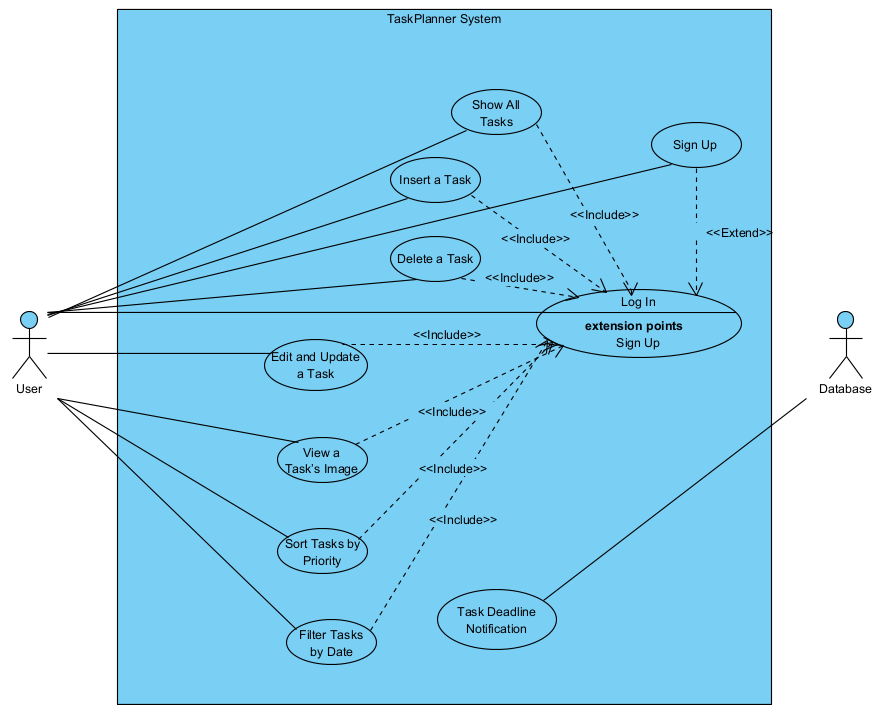 TaskPlanner System
Show All
Tasks
Sign Up
Insert a Task
<<Include>>
<<Extend>>
<<Include>>
Delete a Task
<<Include>>
Log In
extension points
Sign Up
<<Include>>
Edit and Update
a Task
User
Database
<<Include>>
View a
Task's Image
<<Include>>
<<Include>>
Sort Tasks by
Priority
Task Deadline
Notification
Filter Tasks
by Date